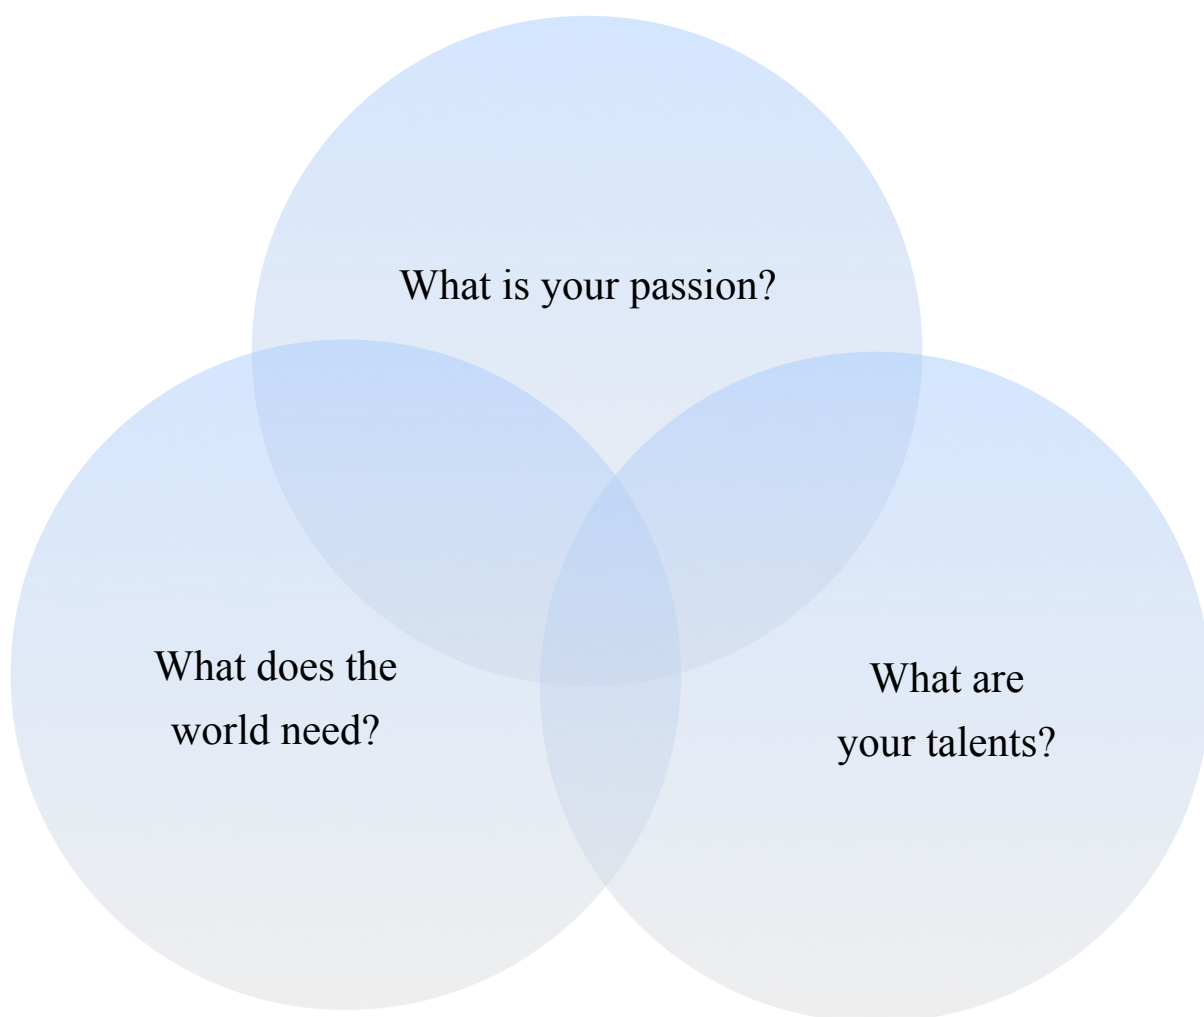 What is your passion?
What does the
world need?
What are
your talents?